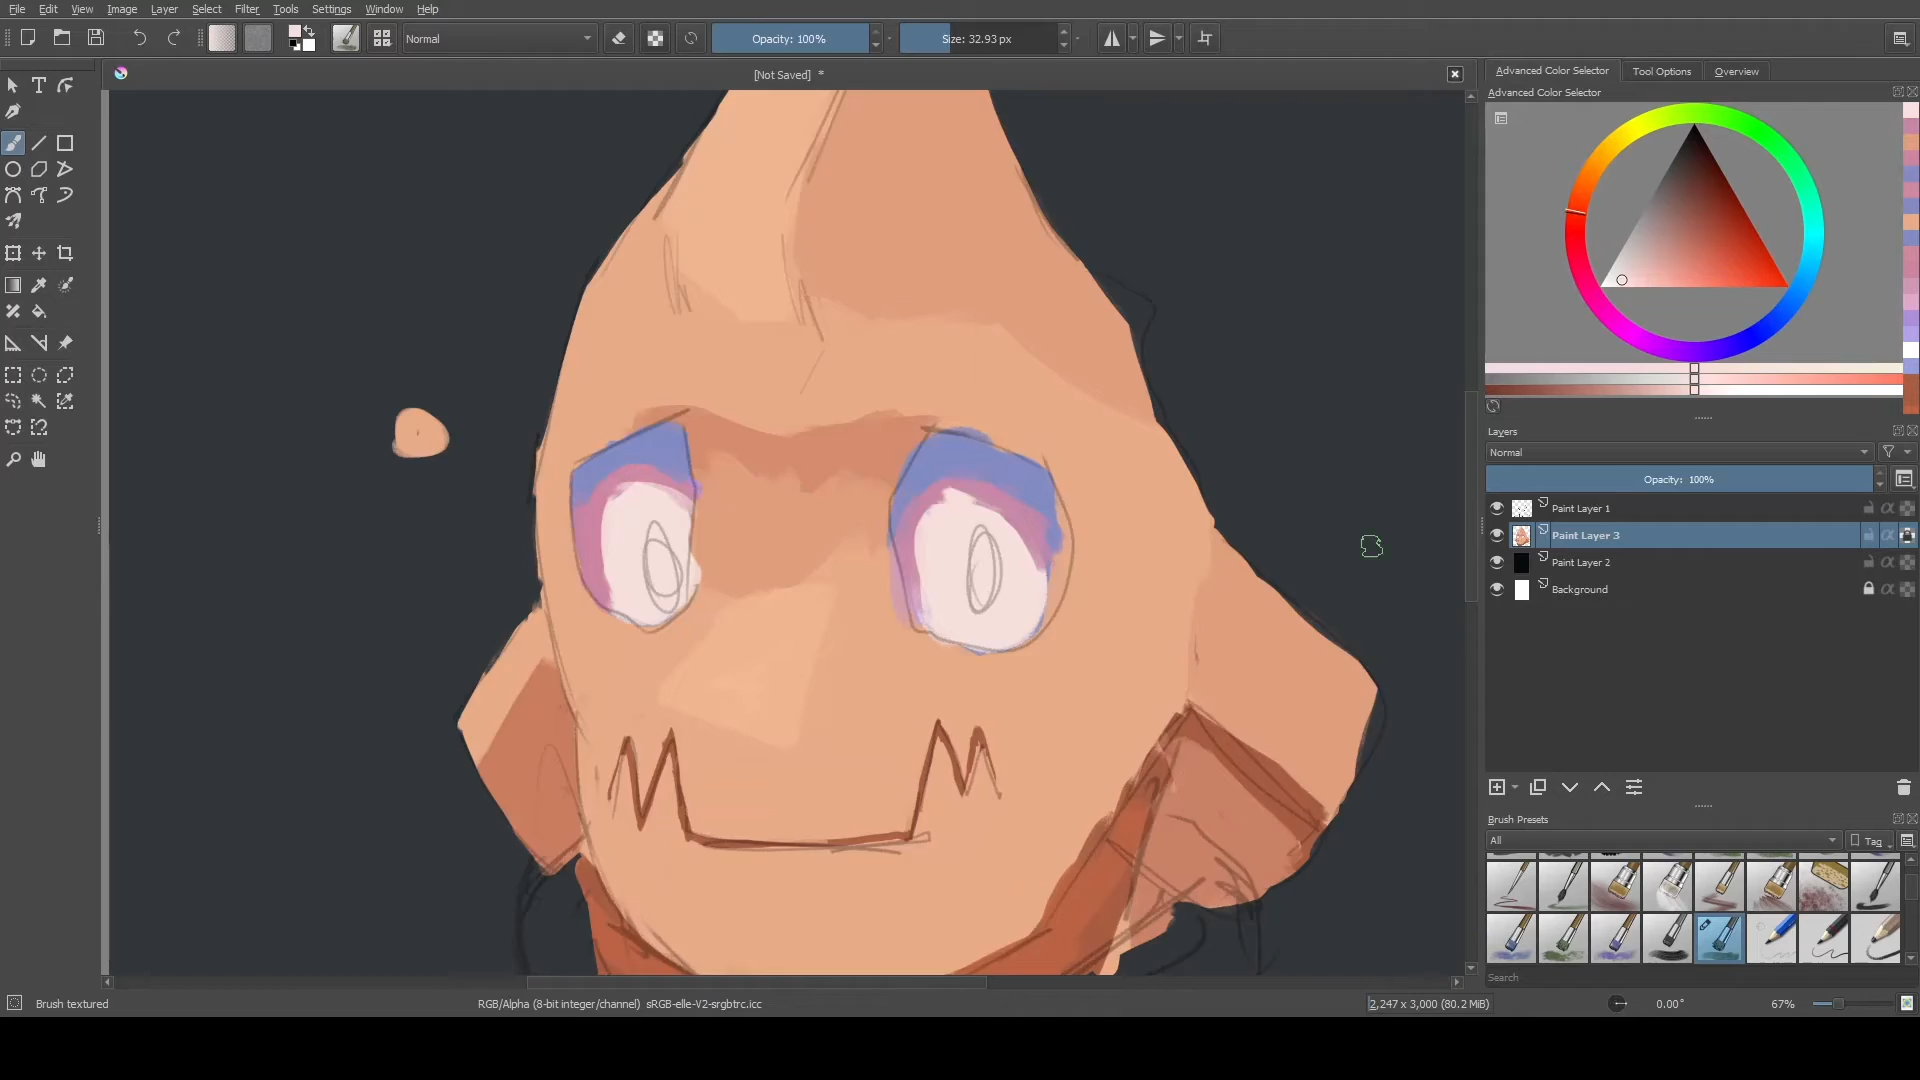 File Edit View Image Layer Select Filter Tools Settings Window Help
Normal Opacity: 100% Size: 32.93 px
[Not Saved] *
Advanced Color Selector Tool Options Overview
Advanced Color Selector
Layers
Normal
Opacity: 100%
Paint Layer 1
Paint Layer 3
Paint Layer 2
Background
Brush Presets
All Tag
Search
Brush textured RGB/Alpha (8-bit integer/channel) sRGB-elle-V2-srgbtrc.icc 2,247 x 3,000 (80.2 MiB) 0.00° 67%